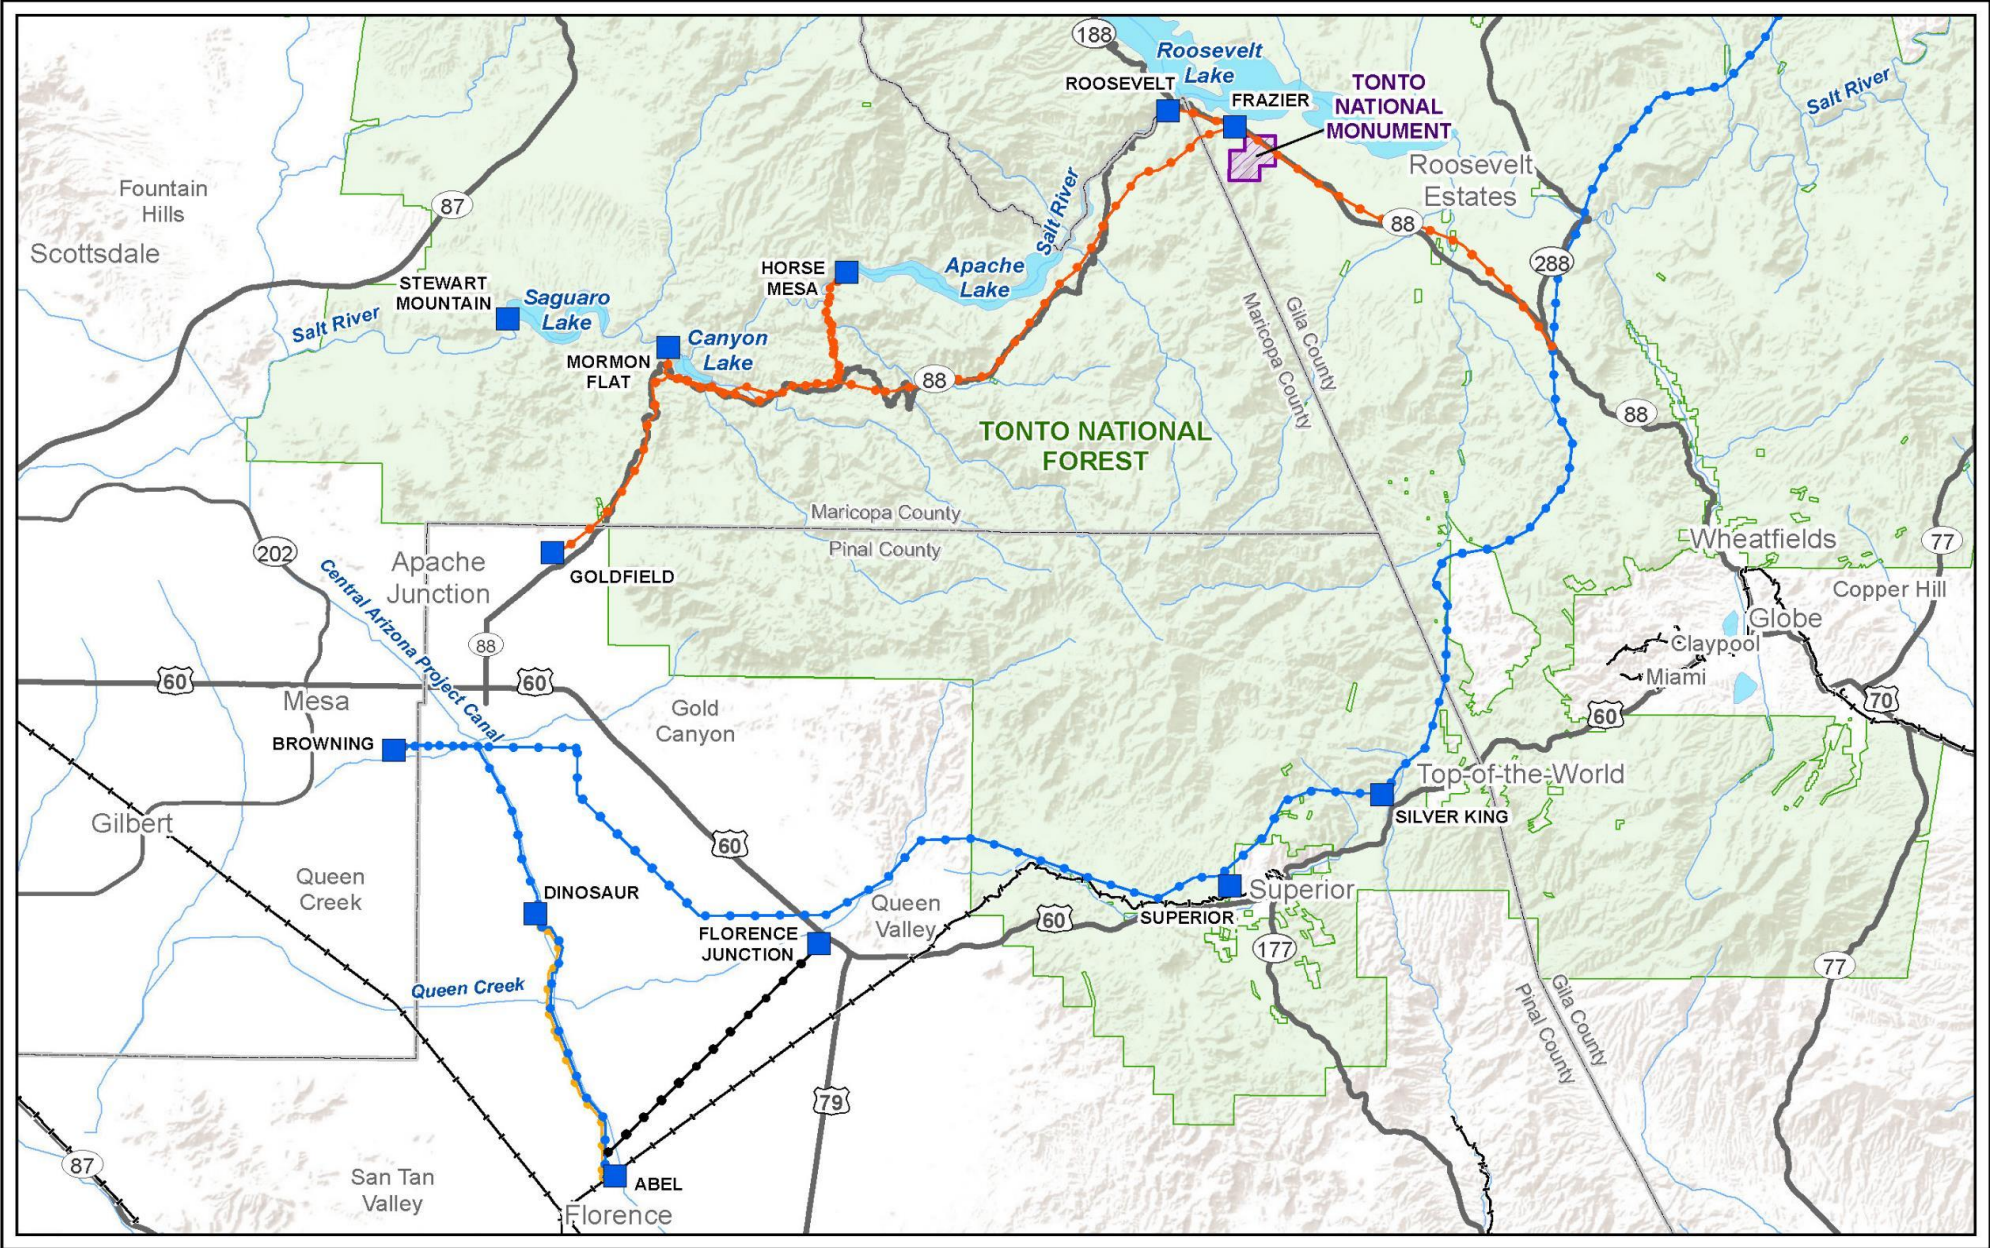 188
Roosevelt
Lake
ROOSEVELT
FRAZIER
TONTO
NATIONAL
MONUMENT
Salt River
Roosevelt
Estates
Fountain
Hills
87
Scottsdale
88
288
STEWART
MOUNTAIN
Saguaro
Lake
Salt River
HORSE
MESA
Apache
Lake
Salt River
Gila County
Maricopa County
MORMON
FLAT
Canyon
Lake
88
88
TONTO NATIONAL
FOREST
Maricopa County
Pinal County
202
Apache
Junction
GOLDFIELD
Central Arizona Project Canal
88
Wheatfields
77
Copper Hill
Globe
Claypool
Miami
70
60
60
60
Mesa
Gold
Canyon
BROWNING
Top-of-the-World
SILVER KING
Gilbert
60
Queen
Creek
DINOSAUR
Queen
Valley
FLORENCE
JUNCTION
60
SUPERIOR
Superior
177
77
Queen Creek
Gila County
Pinal County
79
87
San Tan
Valley
ABEL
Florence